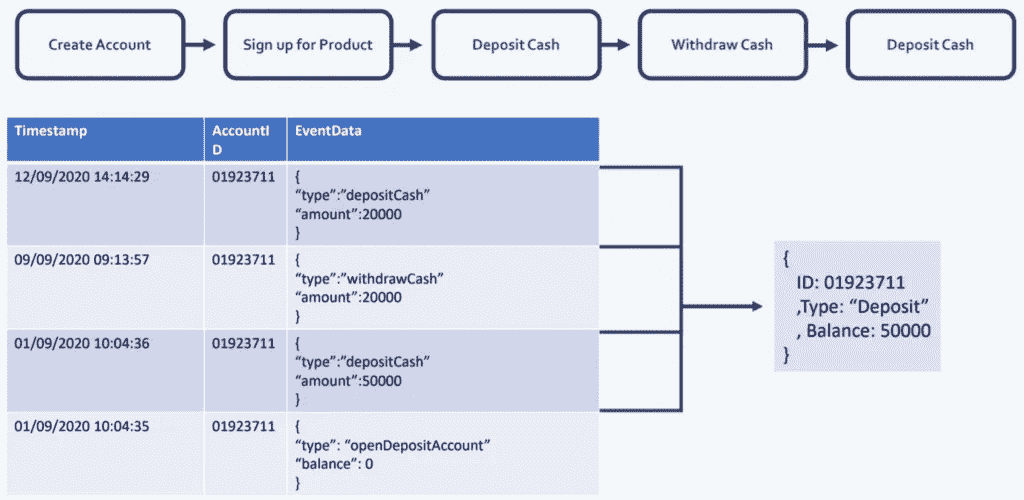 Create Account
Sign up for Product
Deposit Cash
Withdraw Cash
Deposit Cash
Timestamp
AccountI
D
EventData
12/09/2020 14:14:29
01923711
{
“type”:”depositCash”
“amount”:20000
}
09/09/2020 09:13:57
01923711
{
“type”:”withdrawCash”
“amount”:20000
}
01/09/2020 10:04:36
01923711
{
“type”:”depositCash”
“amount”:50000
}
01/09/2020 10:04:35
01923711
{
“type”: “openDepositAccount”
“balance”: 0
}
{
ID: 01923711
,Type: “Deposit”
, Balance: 50000
}